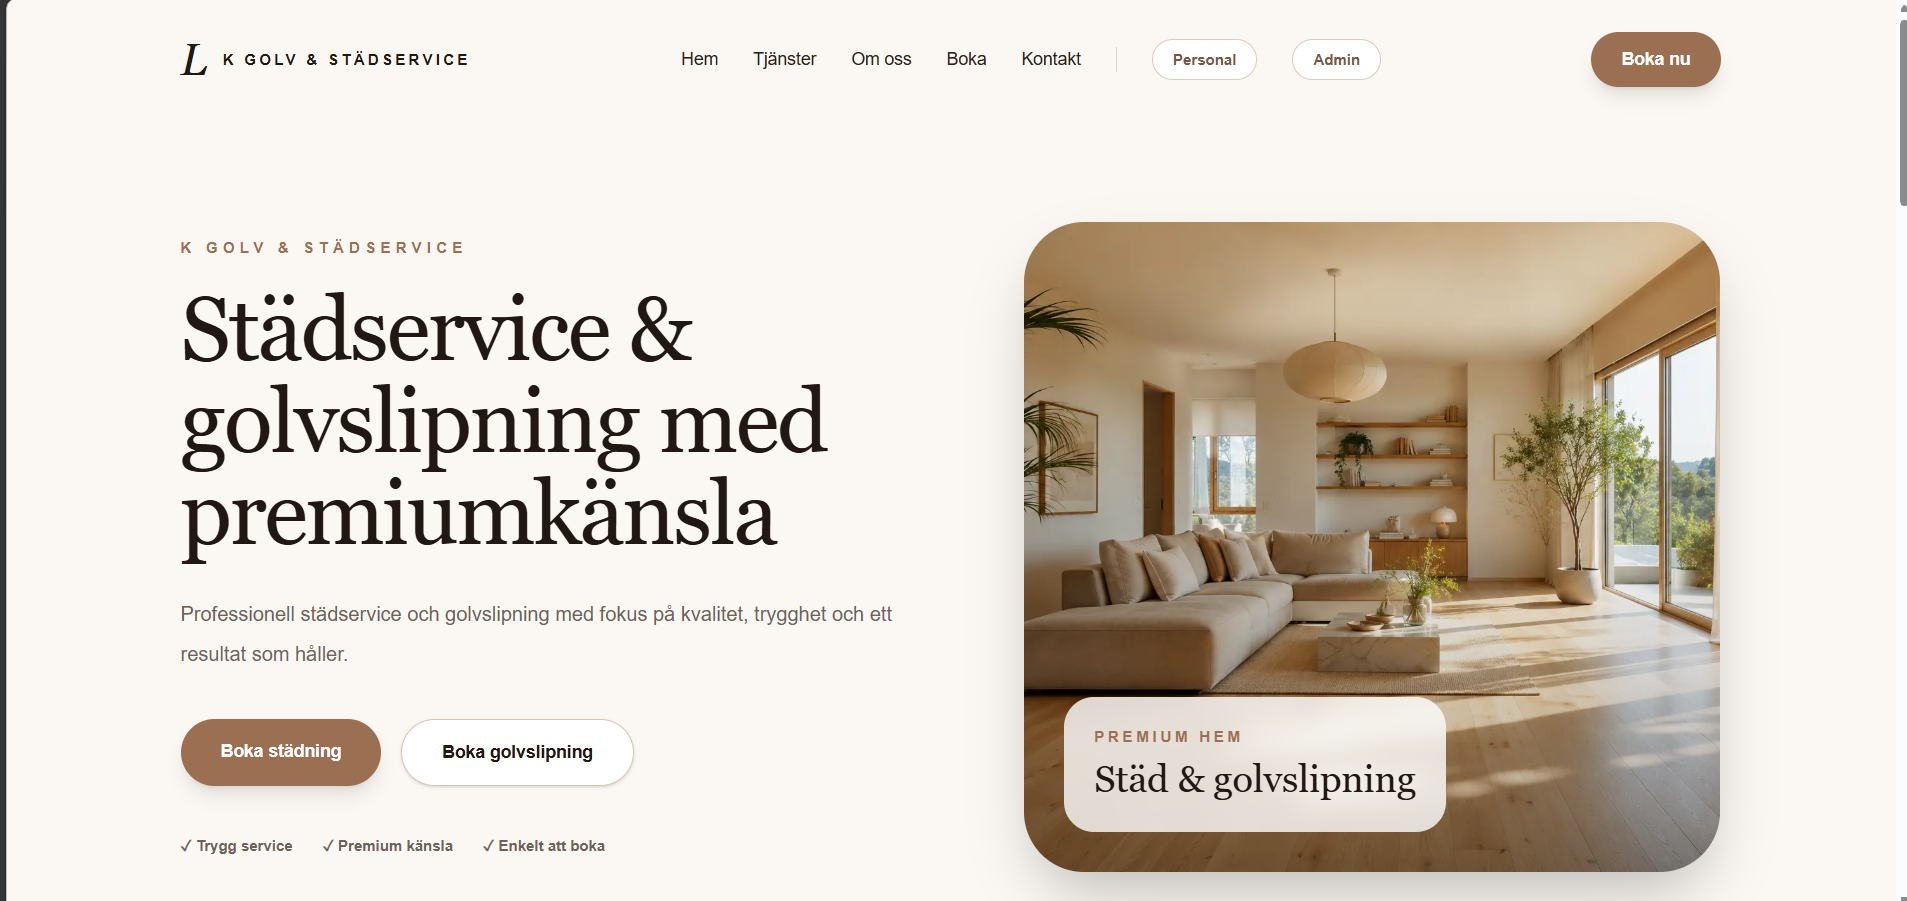 L K GOLV & STÄDSERVICE
Hem Tjänster Om oss Boka Kontakt Personal Admin Boka nu
K GOLV & STÄDSERVICE
Städservice &
golvslipning med
premiumkänsla
Professionell städservice och golvslipning med fokus på kvalitet, trygghet och ett
resultat som håller.
Boka städning Boka golvslipning
✓ Trygg service ✓ Premium känsla ✓ Enkelt att boka
PREMIUM HEM
Städ & golvslipning